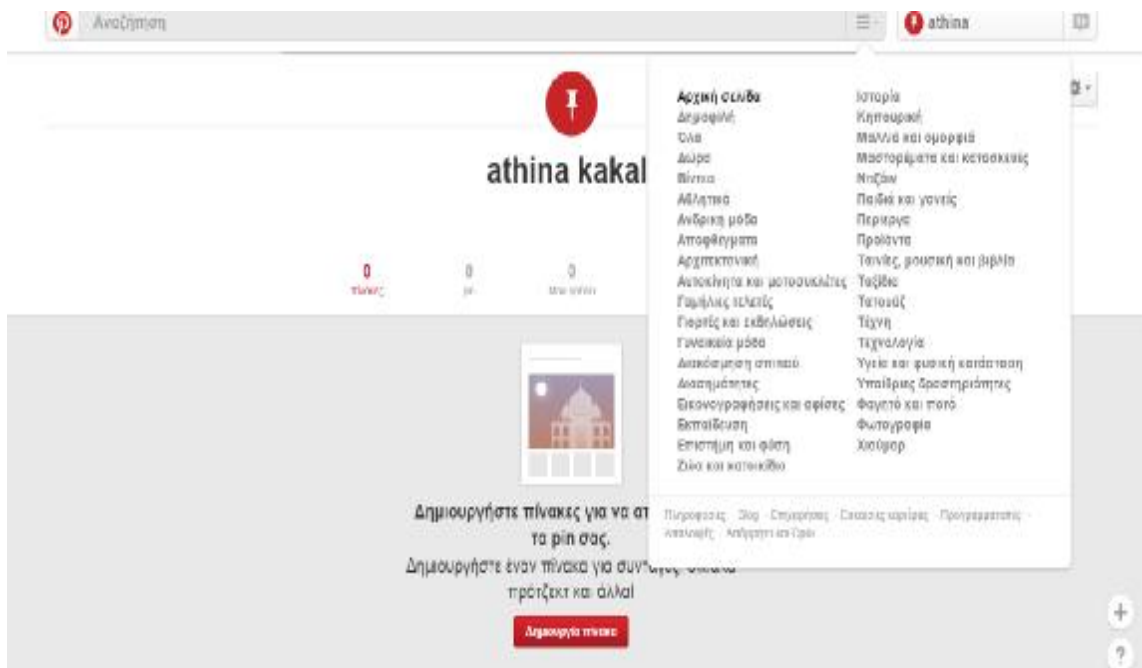 Αναζήτηση
athina
athina kakal
0
πίνακες
0
pin
0
Δημιουργήστε πίνακες για να
τα pin σας.
Δημιουργήστε έναν πίνακα για
πρότζεκτ και άλλα!
Δημιουργία πίνακα
Αρχική σελίδα
Δημοφιλή
Όλα
Δώρα
Βίντεο
Αθλητικά
Ανδρική μόδα
Αποφθέγματα
Αρχιτεκτονική
Αυτοκίνητα και μοτοσυκλέτες
Γαμήλιες τελετές
Γιορτές και εκδηλώσεις
Γυναικεία μόδα
Διακόσμηση σπιτιού
Διασημότητες
Εικονογραφήσεις και αφίσες
Εκπαίδευση
Επιστήμη και φύση
Ζώα και κατοικίδια
Ιστορία
Κηπουρική
Μαλλιά και ομορφιά
Μαστορέματα και κατασκευές
Ντιζάιν
Παιδιά και γονείς
Περίεργα
Προϊόντα
Ταινίες, μουσική και βιβλία
Ταξίδια
Τατουάζ
Τέχνη
Τεχνολογία
Υγεία και φυσική κατάσταση
Υπαίθριες δραστηριότητες
Φαγητό και ποτό
Φωτογραφία
Χιούμορ
Πληροφορίες · Blog · Επιχειρήσεις · Ευκαιρίες καριέρας · Προγραμματιστές ·
+
?